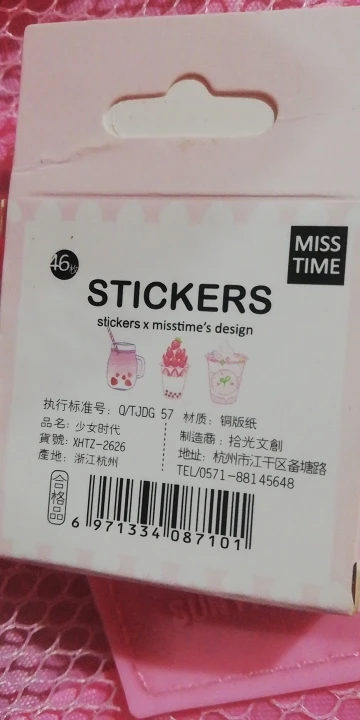 MISS
TIME
46枚
STICKERS
stickers x misstime's design
执行标准号: Q/TJDG 57
品名: 少女时代
貨號: XHTZ-2626
產地: 浙江杭州
材质: 铜版纸
制造商: 拾光文創
地址: 杭州市江干区备塘路
TEL/0571-88145648
合格品
6 971334 087101